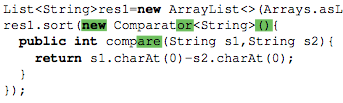 List<String>res1=new ArrayList<>(Arrays.asL
res1.sort(new Comparator<String>(){
public int compare(String s1,String s2){
return s1.charAt(0)-s2.charAt(0);
}
});